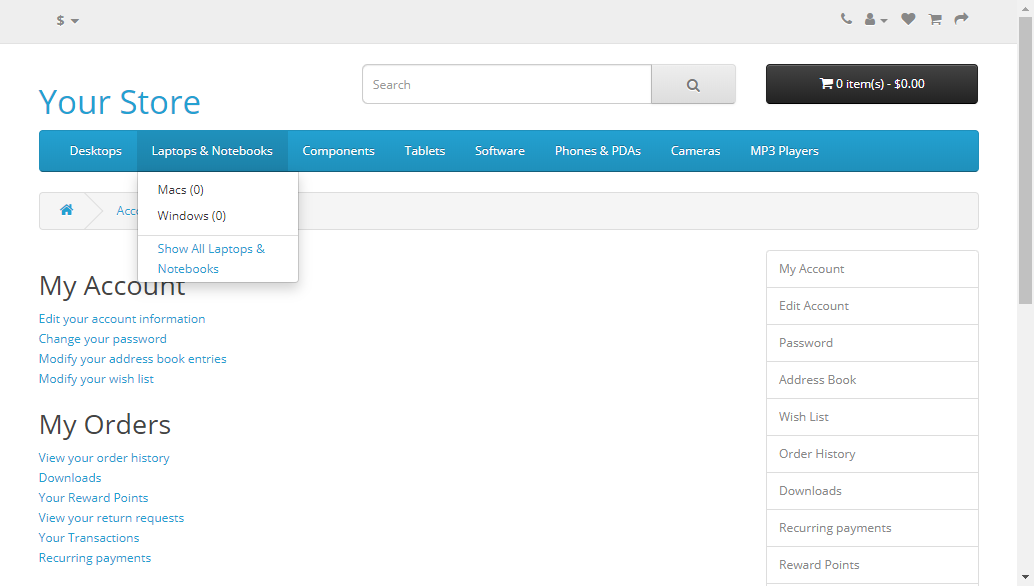 $
Search
0 item(s) - $0.00
Your Store
Desktops Laptops & Notebooks Components Tablets Software Phones & PDAs Cameras MP3 Players
Macs (0)
Windows (0)
Show All Laptops &
Notebooks
My Account
Edit your account information
Change your password
Modify your address book entries
Modify your wish list
My Orders
View your order history
Downloads
Your Reward Points
View your return requests
Your Transactions
Recurring payments
My Account
Edit Account
Password
Address Book
Wish List
Order History
Downloads
Recurring payments
Reward Points